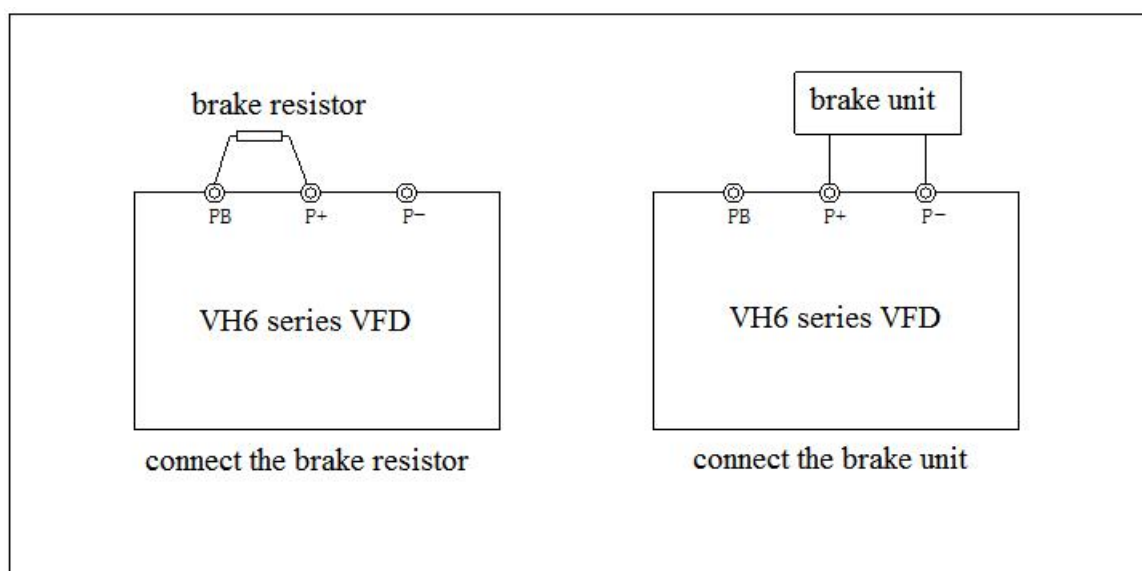 brake resistor
PB P+ P-
VH6 series VFD
connect the brake resistor
brake unit
PB P+ P-
VH6 series VFD
connect the brake unit